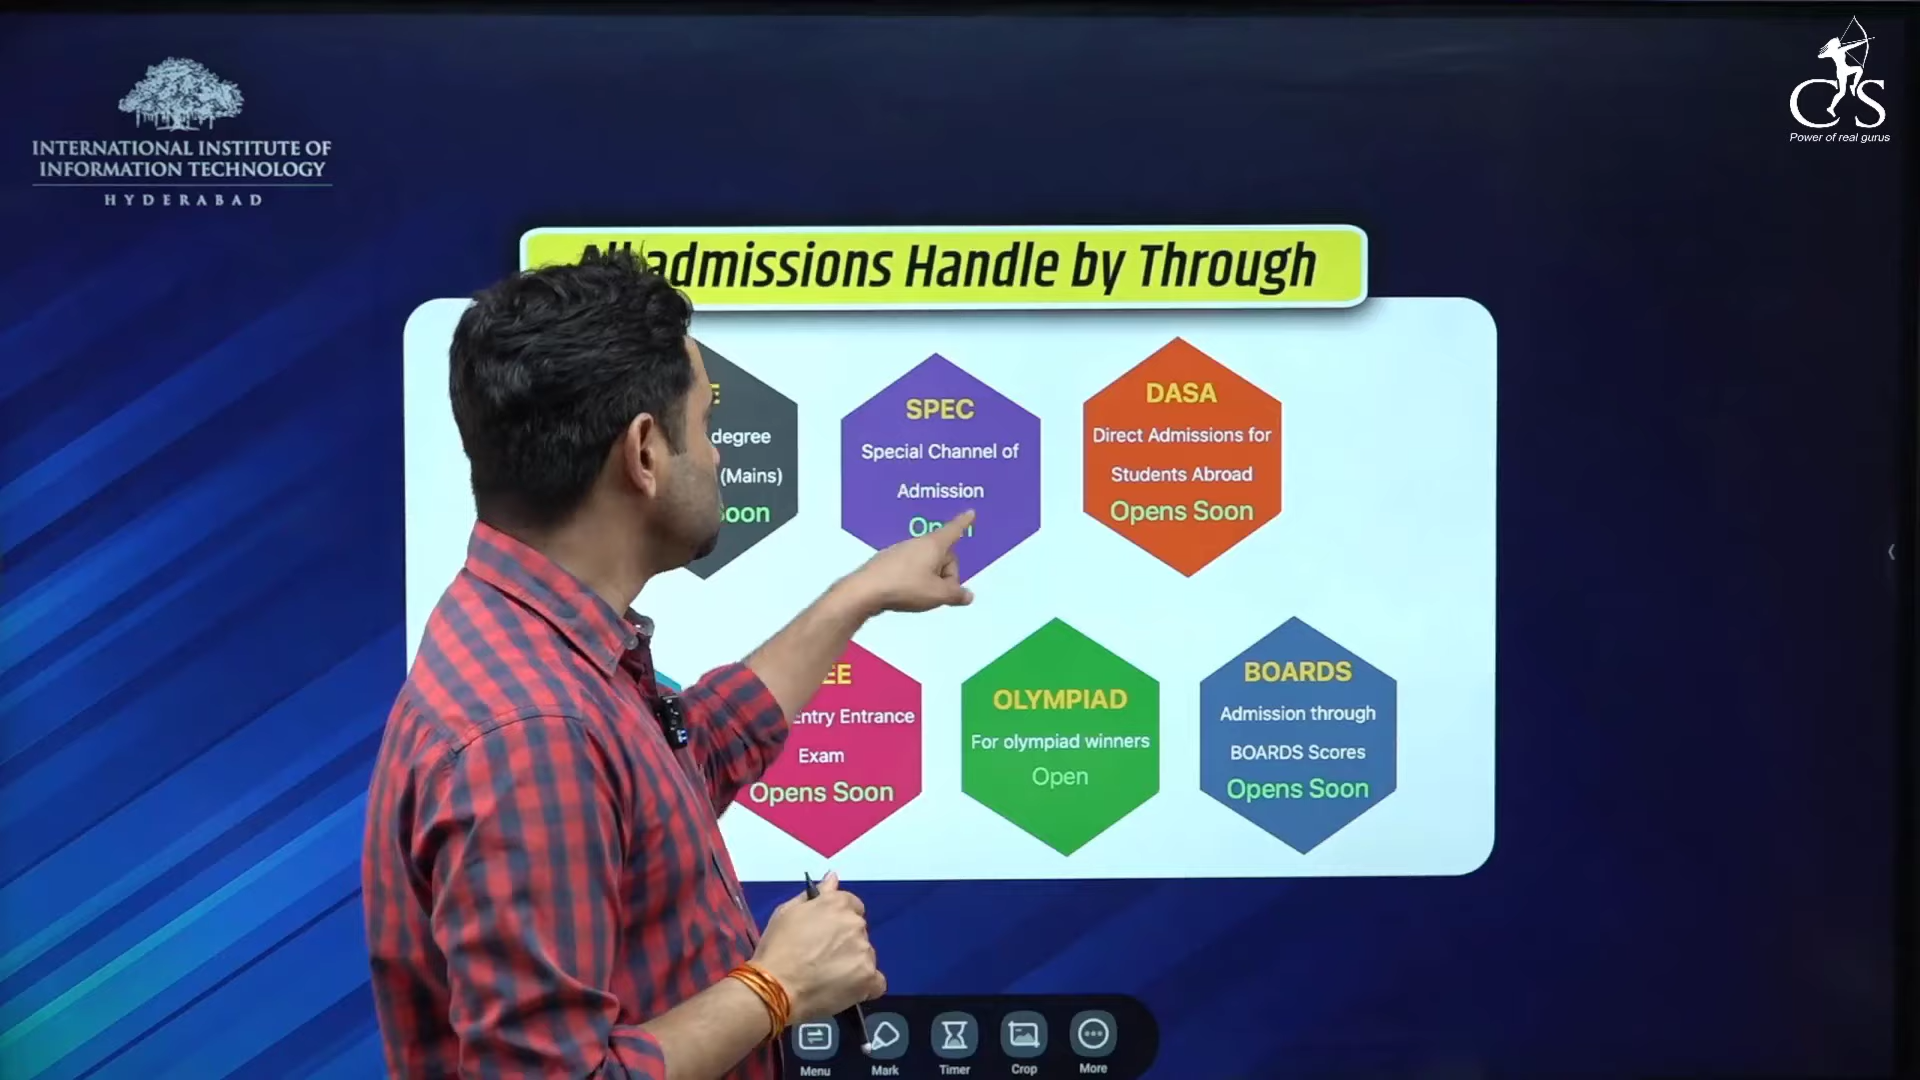 INTERNATIONAL INSTITUTE OF
INFORMATION TECHNOLOGY
HYDERABAD
CS
Power of real gurus
admissions Handle by Through
degree
(Mains)
SPEC
Special Channel of
Admission
DASA
Direct Admissions for
Students Abroad
Opens Soon
Entry Entrance
Exam
Opens Soon
OLYMPIAD
For olympiad winners
Open
BOARDS
Admission through
BOARDS Scores
Opens Soon
Menu
Mark
Timer
Crop
More